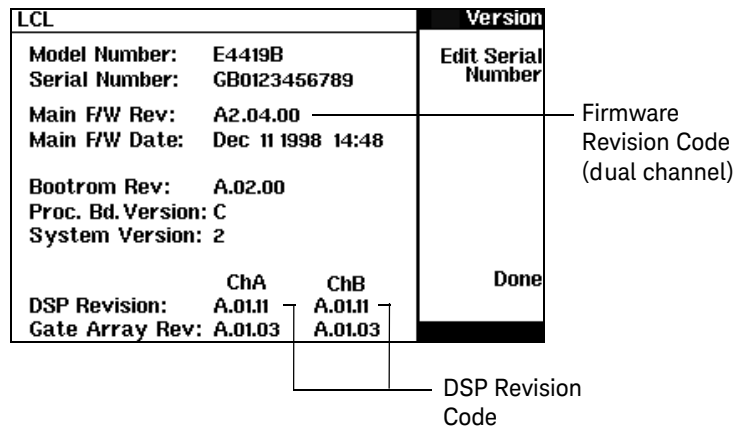 LCL
Version
Model Number: E4419B
Serial Number: GB0123456789
Edit Serial
Number
Main F/W Rev: A2.04.00
Main F/W Date: Dec 11 1998 14:48
Firmware
Revision Code
(dual channel)
Bootrom Rev: A.02.00
Proc. Bd. Version: C
System Version: 2
ChA ChB
Done
DSP Revision: A.01.11 A.01.11
Gate Array Rev: A.01.03 A.01.03
DSP Revision
Code